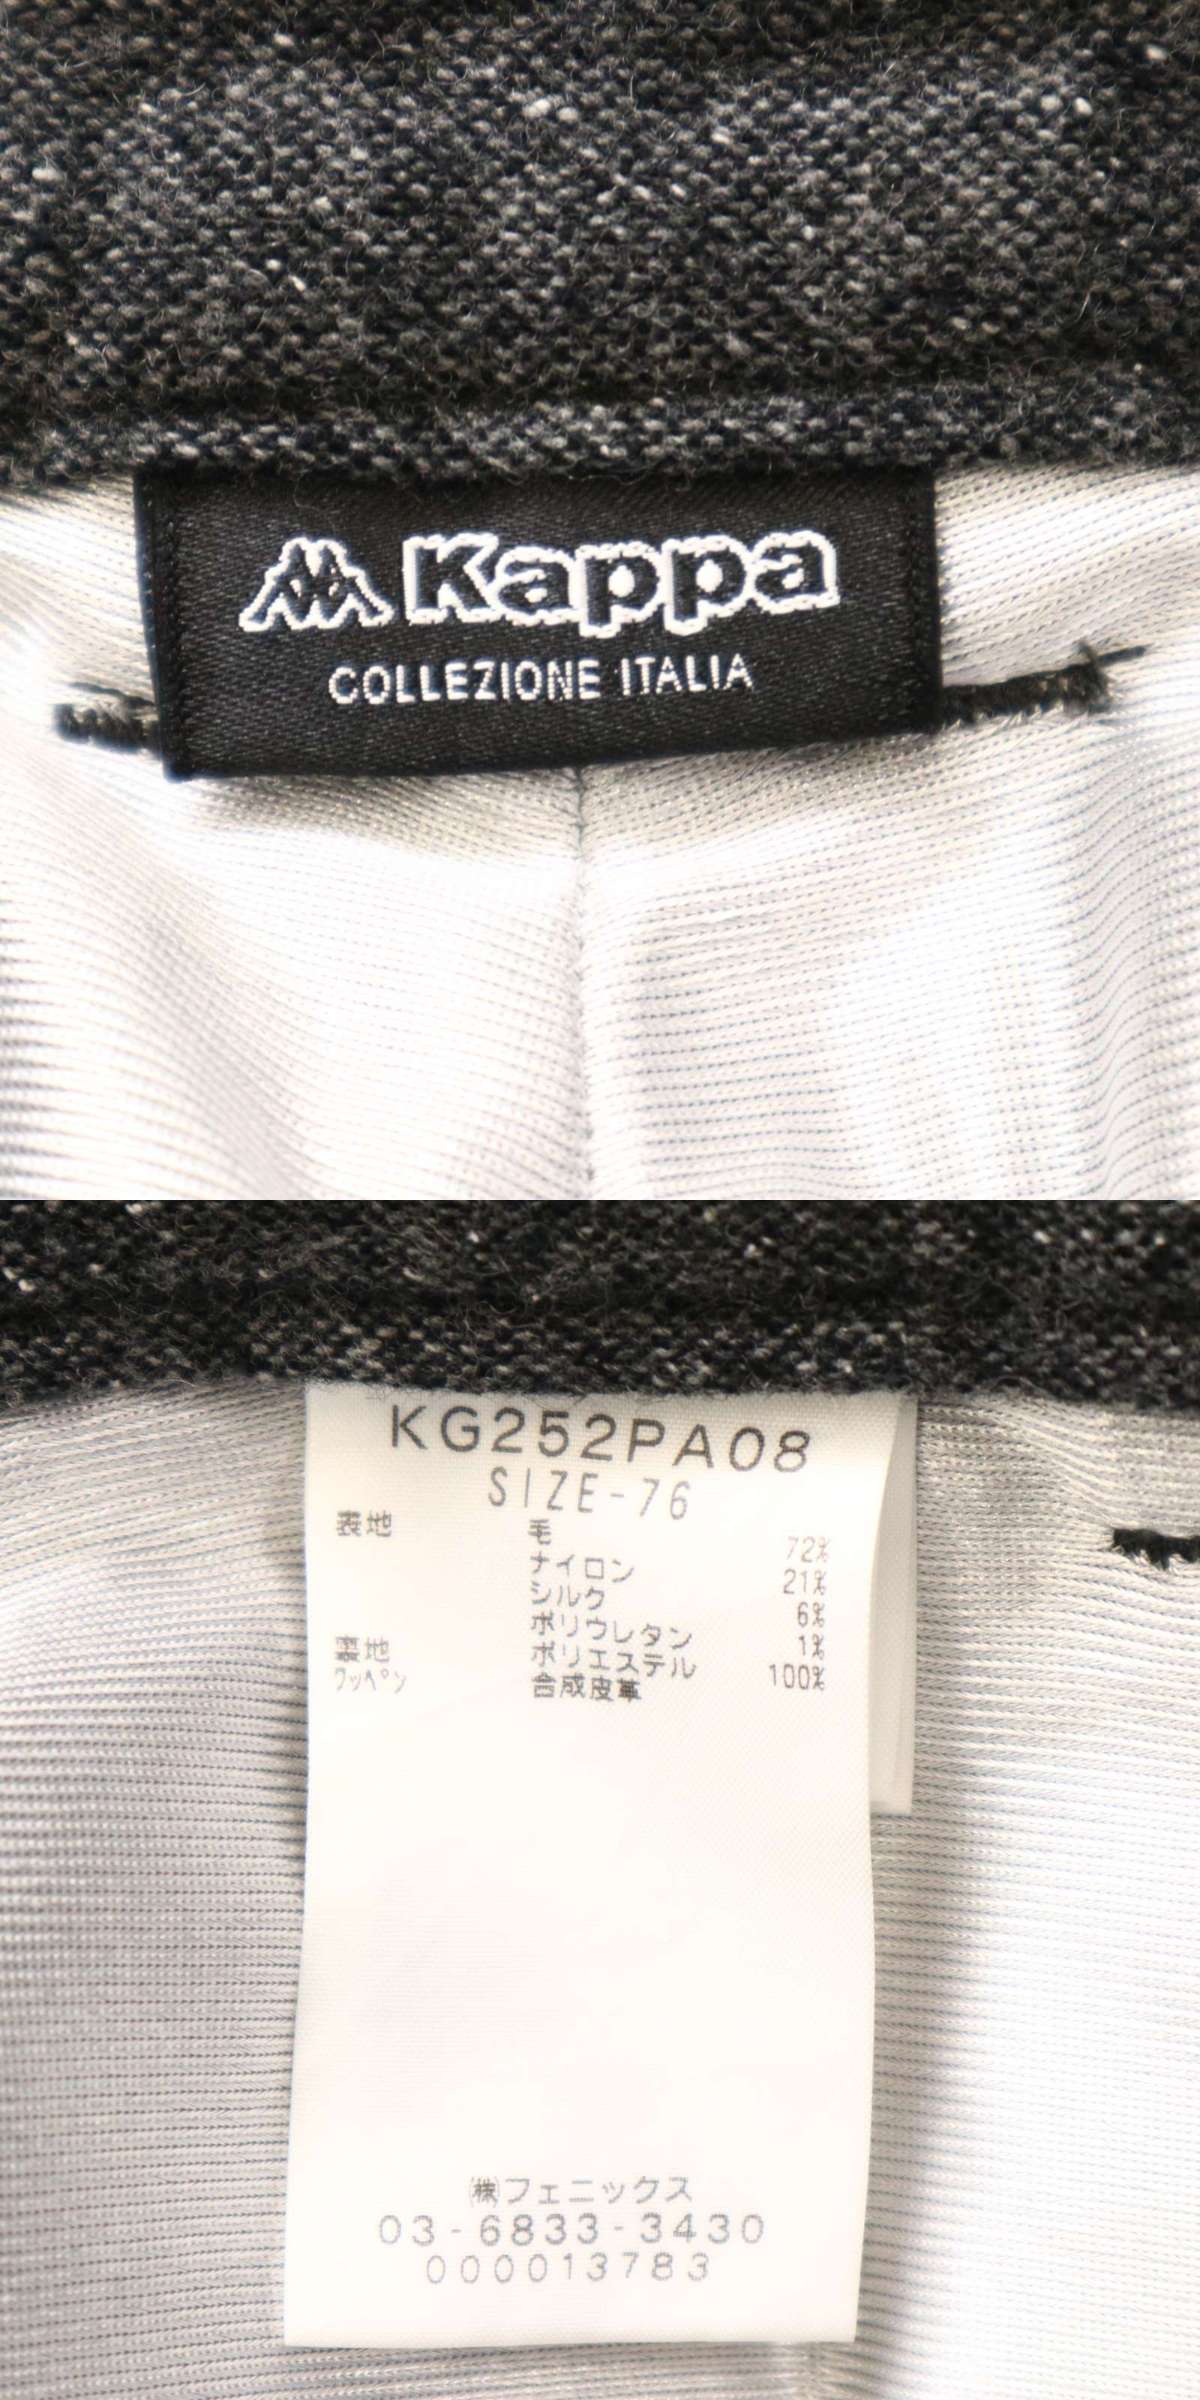 Kappa
COLLEZIONE ITALIA
KG252PA08
SIZE-76
表地 毛 72%
ナイロン 21%
シルク 6%
ポリウレタン 1%
裏地 ポリエステル 100%
ワッペン 合成皮革
㈱フェニックス
03-6833-3430
000013783